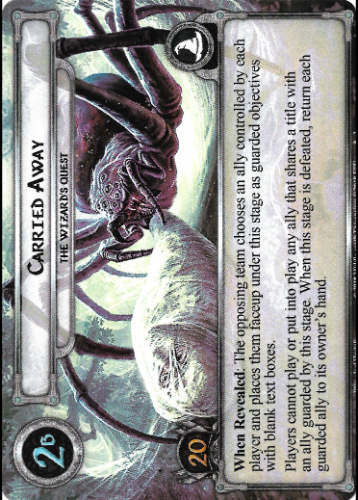 2B
CARRIED AWAY
THE WIZARD'S QUEST
20
When Revealed: The opposing team chooses an ally controlled by each
player and places them faceup under this stage as guarded objectives
with blank text boxes.
Players cannot play or put into play any ally that shares a title with
an ally guarded by this stage. When this stage is defeated, return each
guarded ally to its owner's hand.